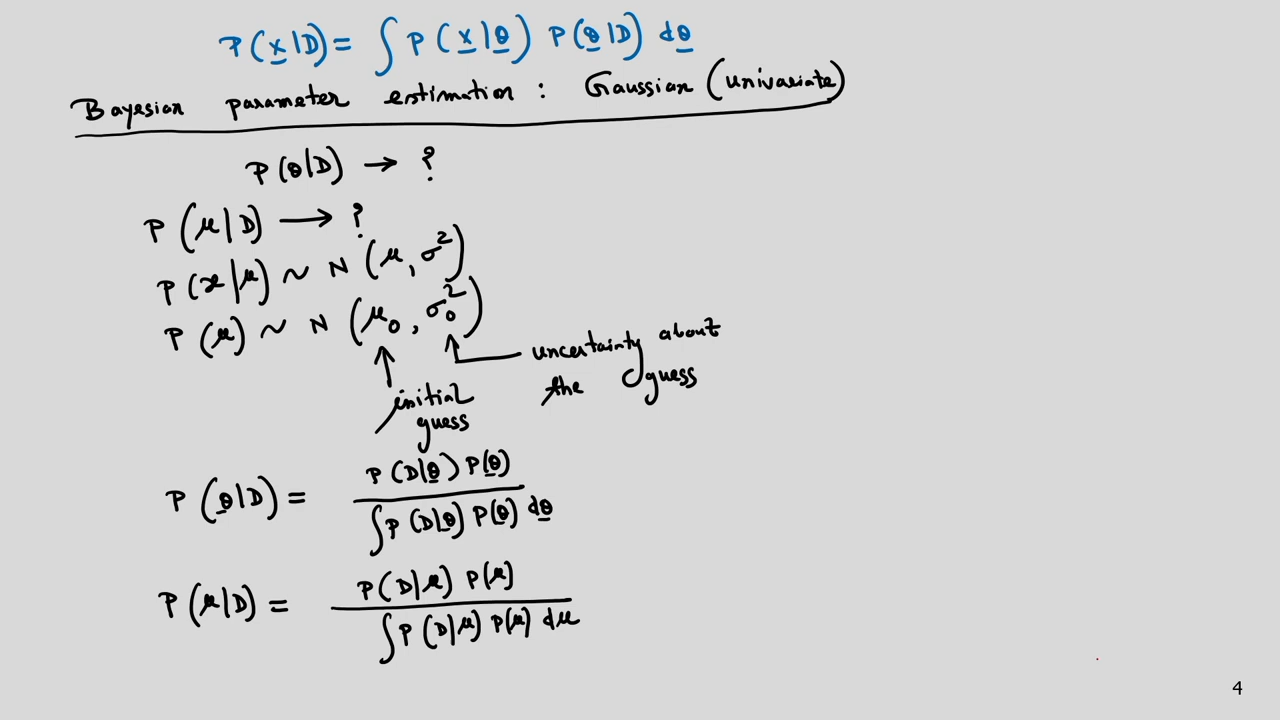 P(x|D) = ∫ P(x|θ) P(θ|D) dθ
Bayesian parameter estimation : Gaussian (univariate)
P(θ|D) → ?
P(μ|D) → ?
P(x|μ) ~ N(μ, σ²)
P(μ) ~ N(μ₀, σ₀²)
uncertainty about
the guess
initial
guess
P(θ|D) = P(D|θ) P(θ)
∫P(D|θ) P(θ) dθ
P(μ|D) = P(D|μ) P(μ)
∫P(D|μ) P(μ) dμ
4